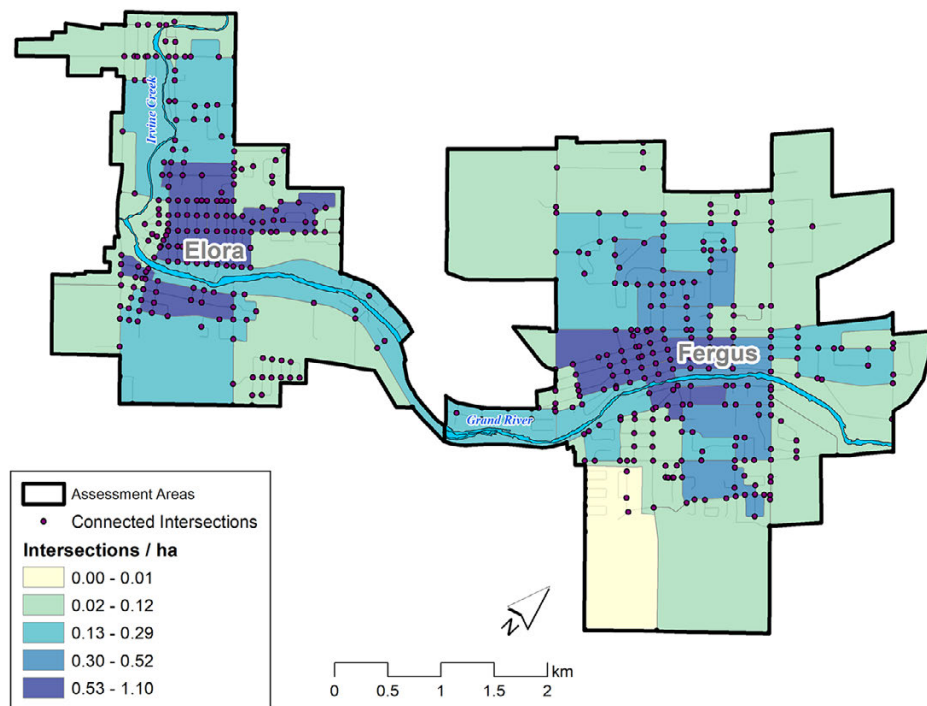 Irvine Creek
Elora
Fergus
Grand River
Assessment Areas
Connected Intersections
Intersections / ha
0.00 - 0.01
0.02 - 0.12
0.13 - 0.29
0.30 - 0.52
0.53 - 1.10
N
km
0 0.5 1 1.5 2